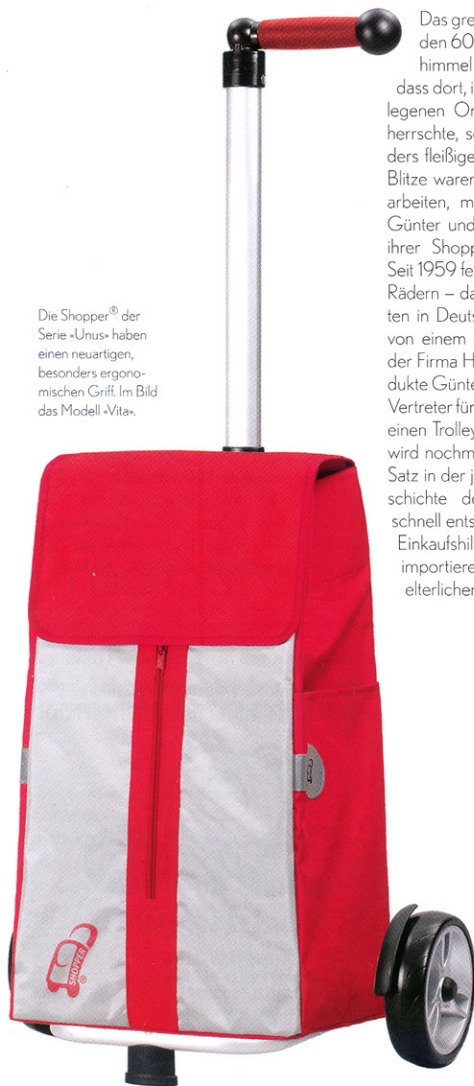 Das gre
den 60
himmel
dass dort, i
legenen Or
herrschte, s
ders fleißige
Blitze waren
arbeiten, m
Günter und
ihrer Shopp
Seit 1959 fe
Rädern – da
ten in Deuts
von einem
der Firma H
dukte Günte
Vertreter für
einen Trolley
wird nochm
Satz in der j
schichte de
schnell ents
Einkaufshil
importiere
elterlicher
Die Shopper® der
Serie «Unus» haben
einen neuartigen,
besonders ergono-
mischen Griff. Im Bild
das Modell «Vita».
SHOPPER®